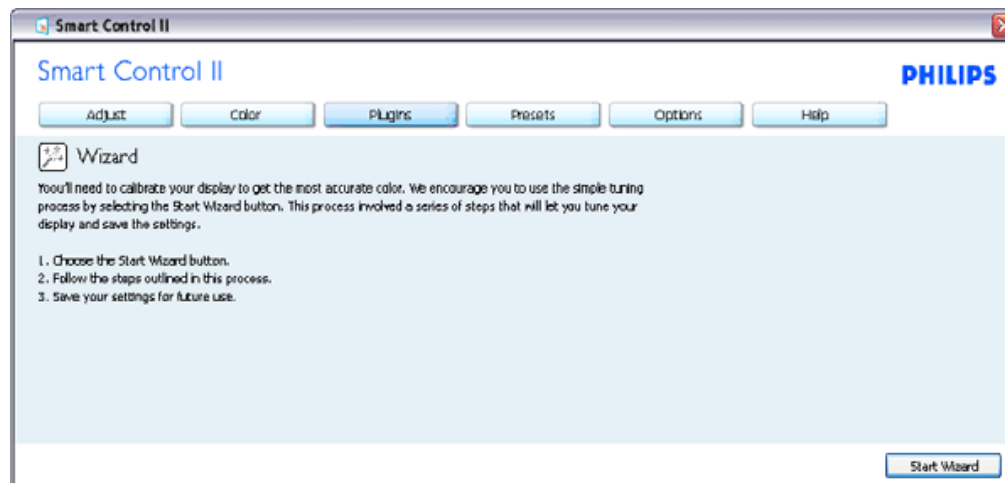 Smart Control II
Smart Control II
PHILIPS
Adjust Color Plugins Presets Options Help
Wizard
Yoou'll need to calibrate your display to get the most accurate color. We encourage you to use the simple tuning
process by selecting the Start Wizard button. This process involved a series of steps that will let you tune your
display and save the settings.
1. Choose the Start Wizard button.
2. Follow the steps outlined in this process.
3. Save your settings for future use.
Start Wizard